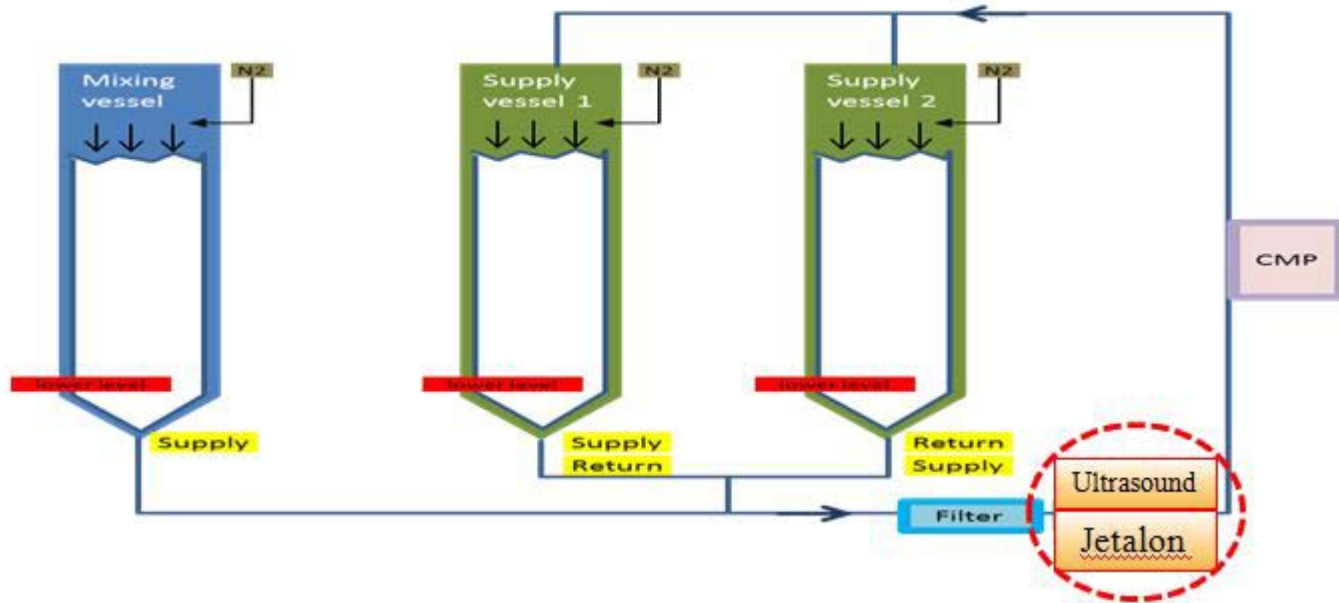 Mixing
vessel
N2
Supply
vessel 1
N2
Supply
vessel 2
N2
CMP
lower level
lower level
lower level
Supply
Supply
Return
Return
Supply
Filter
Ultrasound
Jetalon